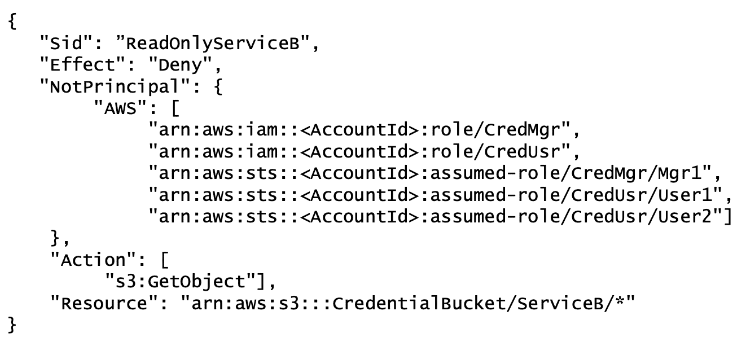 {
"Sid": ”ReadOnlyServiceB",
"Effect": "Deny",
"NotPrincipal": {
"AWS": [
"arn:aws:iam::<AccountId>:role/CredMgr",
"arn:aws:iam::<AccountId>:role/CredUsr",
"arn:aws:sts::<AccountId>:assumed-role/CredMgr/Mgr1",
"arn:aws:sts::<AccountId>:assumed-role/CredUsr/User1",
"arn:aws:sts::<AccountId>:assumed-role/CredUsr/User2"]
},
"Action": [
"s3:GetObject"],
"Resource": "arn:aws:s3:::CredentialBucket/ServiceB/*"
}